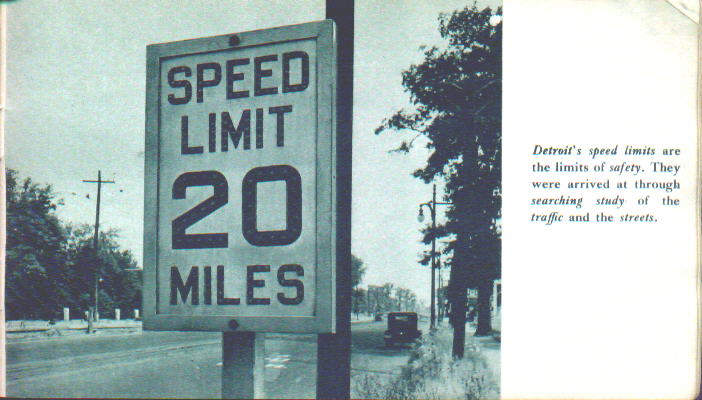 SPEED
LIMIT
20
MILES
Detroit's speed limits are
the limits of safety. They
were arrived at through
searching study of the
traffic and the streets.